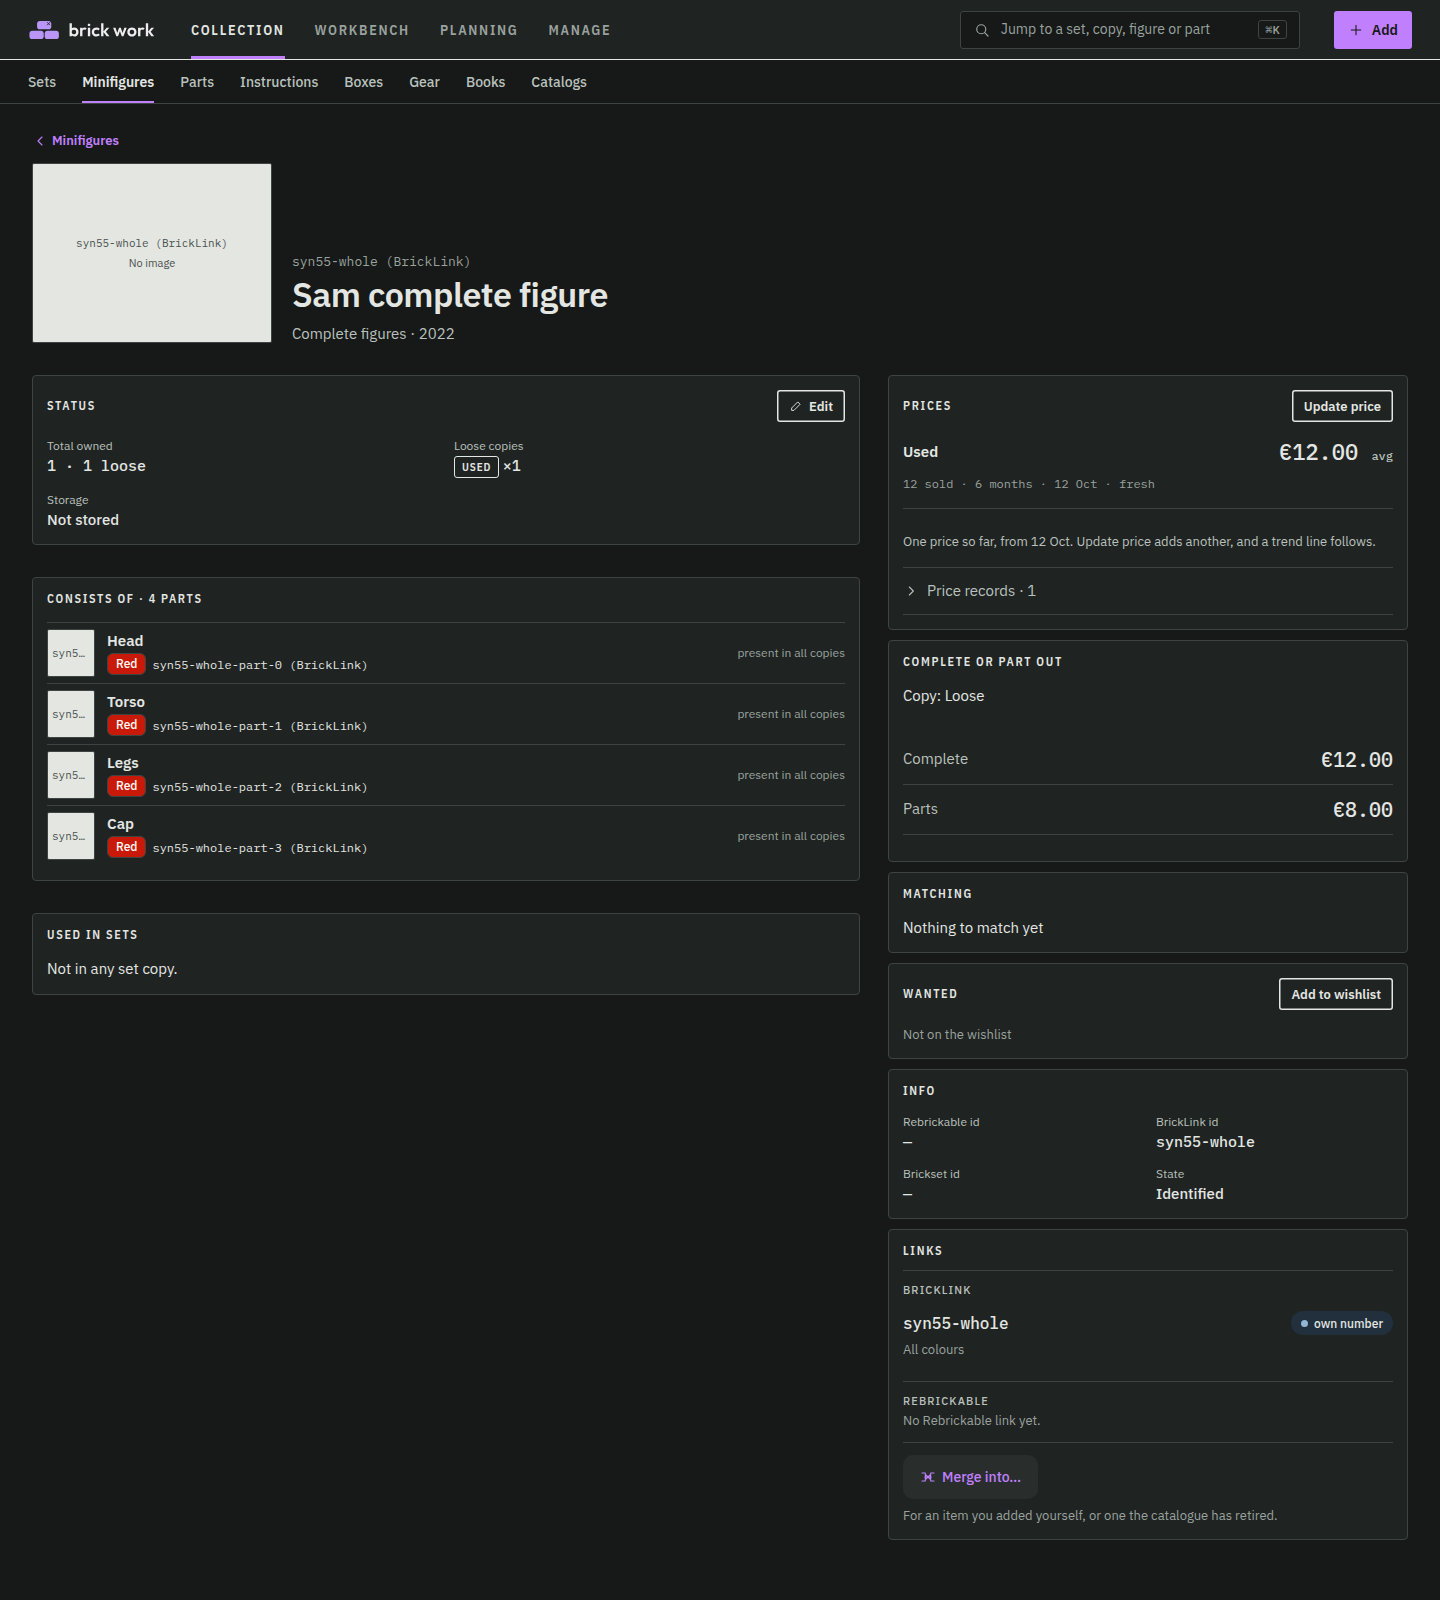 brick work
COLLECTION
WORKBENCH
PLANNING
MANAGE
Jump to a set, copy, figure or part
⌘K
Add
Sets
Minifigures
Parts
Instructions
Boxes
Gear
Books
Catalogs
Minifigures
syn55-whole (BrickLink)
No image
syn55-whole (BrickLink)
Sam complete figure
Complete figures · 2022
STATUS
Edit
Total owned
1 · 1 loose
Loose copies
USED ×1
Storage
Not stored
CONSISTS OF · 4 PARTS
syn5…
Head
Red syn55-whole-part-0 (BrickLink)
present in all copies
syn5…
Torso
Red syn55-whole-part-1 (BrickLink)
present in all copies
syn5…
Legs
Red syn55-whole-part-2 (BrickLink)
present in all copies
syn5…
Cap
Red syn55-whole-part-3 (BrickLink)
present in all copies
USED IN SETS
Not in any set copy.
PRICES
Update price
Used
€12.00 avg
12 sold · 6 months · 12 Oct · fresh
One price so far, from 12 Oct. Update price adds another, and a trend line follows.
Price records · 1
COMPLETE OR PART OUT
Copy: Loose
Complete
€12.00
Parts
€8.00
MATCHING
Nothing to match yet
WANTED
Add to wishlist
Not on the wishlist
INFO
Rebrickable id
—
BrickLink id
syn55-whole
Brickset id
—
State
Identified
LINKS
BRICKLINK
syn55-whole
own number
All colours
REBRICKABLE
No Rebrickable link yet.
Merge into…
For an item you added yourself, or one the catalogue has retired.